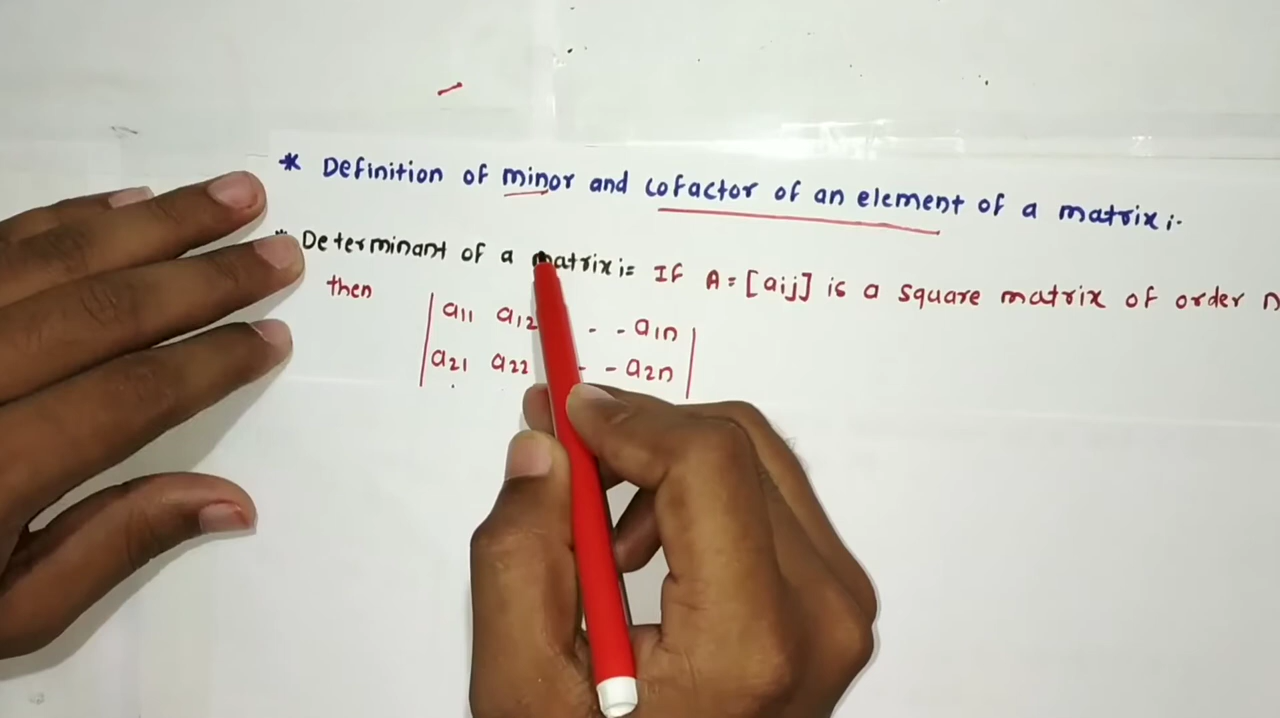 * Definition of minor and cofactor of an element of a matrix:-
* Determinant of a matrix:= If A=[aij] is a square matrix of order n
then
a11 a12 - - a1n
a21 a22 - - a2n